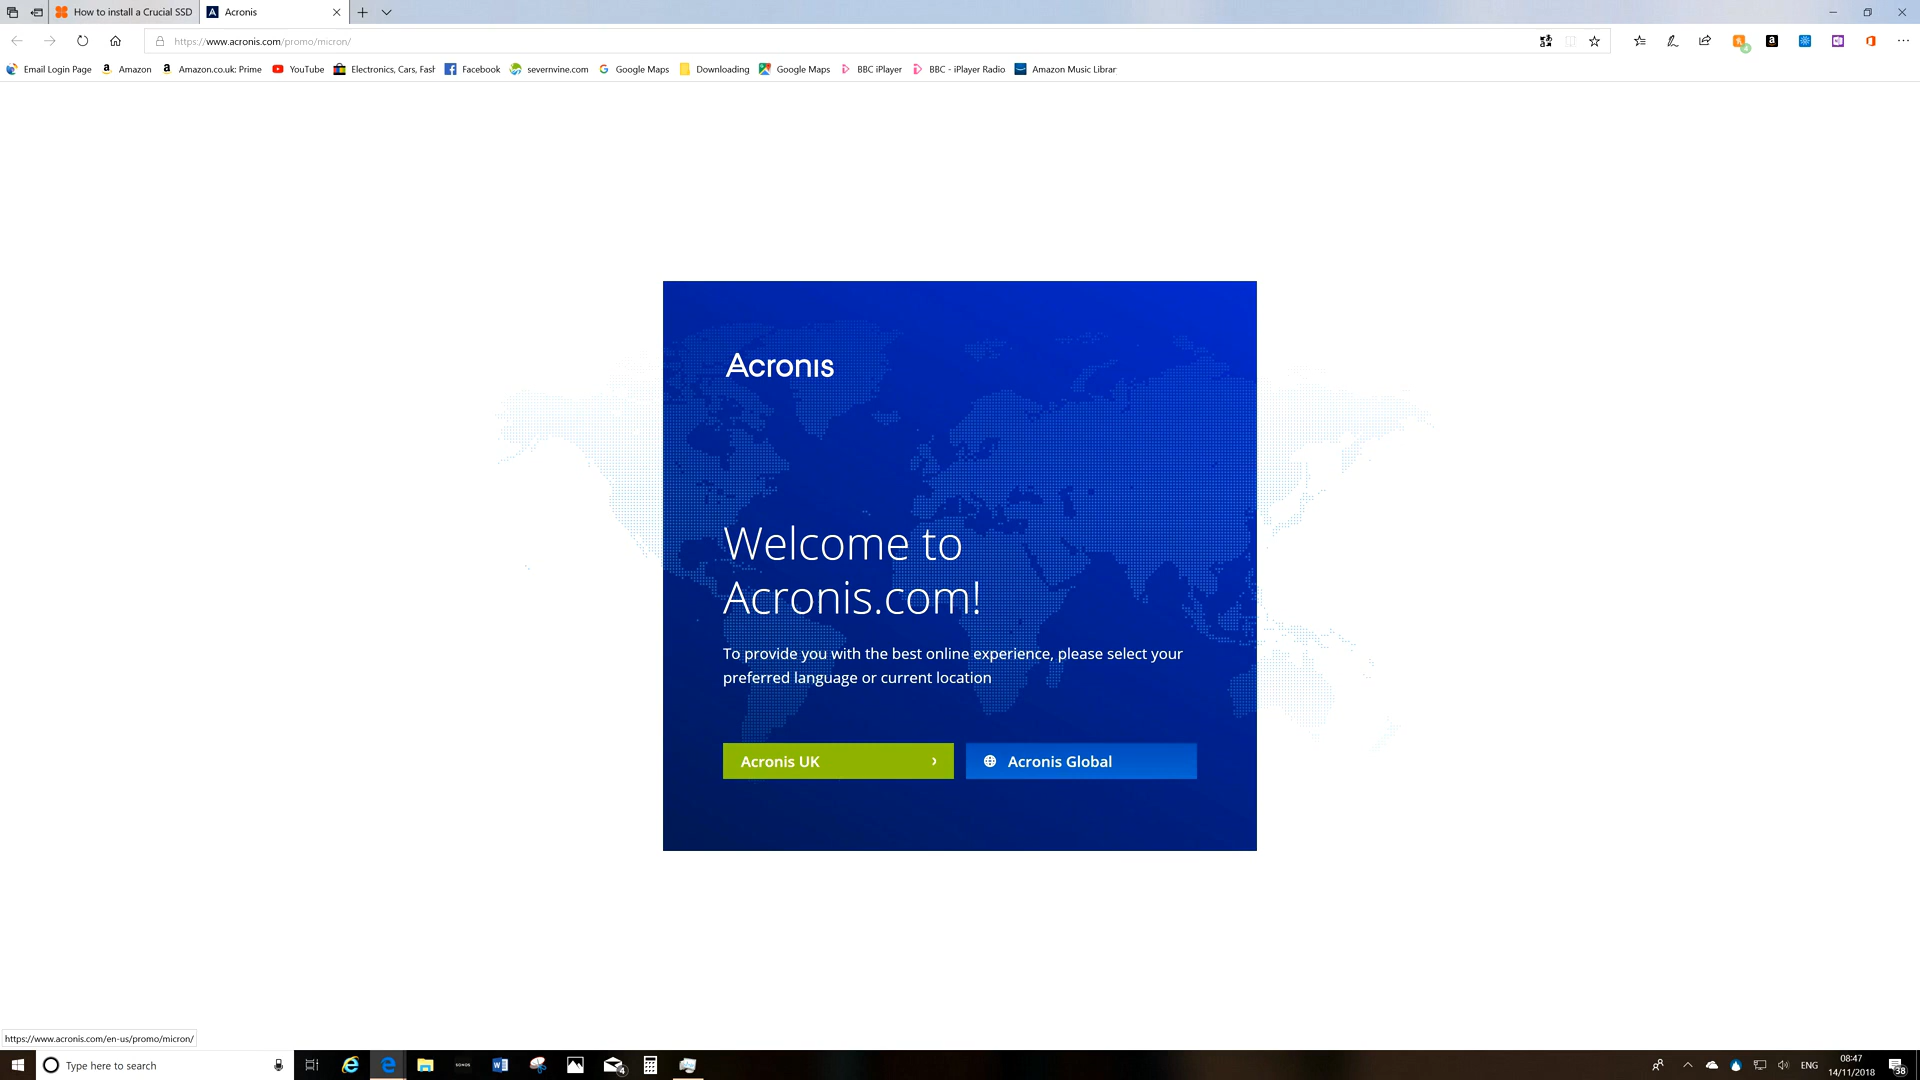 How to install a Crucial SSD
Acronis
https://www.acronis.com/promo/micron/
Email Login Page
Amazon
Amazon.co.uk: Prime
YouTube
Electronics, Cars, Fasl
Facebook
severnvine.com
Google Maps
Downloading
Google Maps
BBC iPlayer
BBC - iPlayer Radio
Amazon Music Librar
Acronis
Welcome to
Acronis.com!
To provide you with the best online experience, please select your
preferred language or current location
Acronis UK
Acronis Global
https://www.acronis.com/en-us/promo/micron/
Type here to search
SONOS
4
ENG
08:47
14/11/2018
38